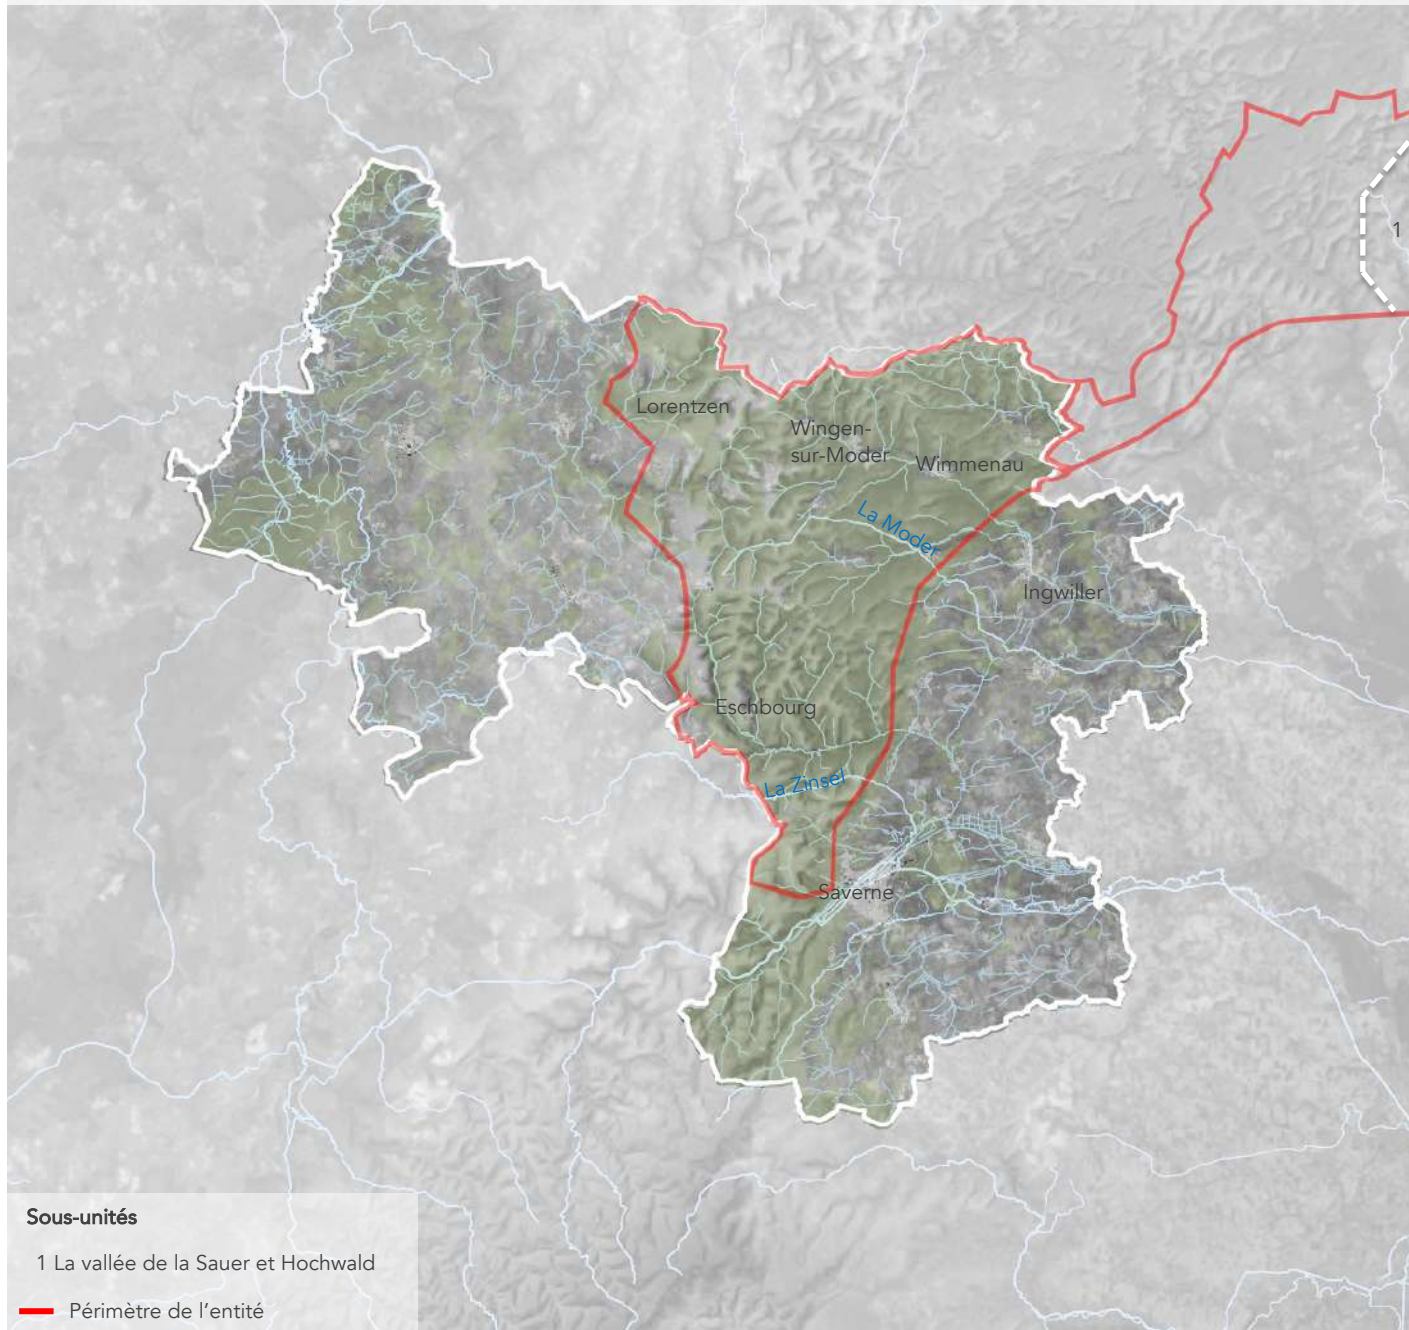 1
Lorentzen
Wingen-
sur-Moder
Wimmenau
La Moder
Ingwiller
Eschbourg
La Zinsel
Saverne
Sous-unités
1 La vallée de la Sauer et Hochwald
Périmètre de l'entité